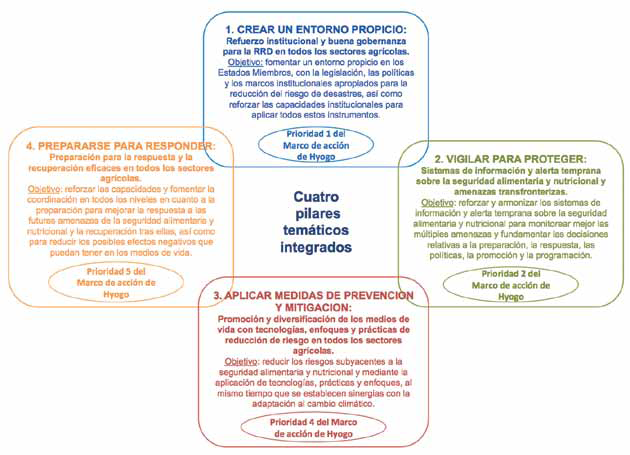 1. CREAR UN ENTORNO PROPICIO:
Refuerzo institucional y buena gobernanza
para la RRD en todos los sectores agrícolas.
Objetivo: fomentar un entorno propicio en los
Estados Miembros, con la legislación, las políticas
y los marcos institucionales apropiados para la
reducción del riesgo de desastres, así como
reforzar las capacidades institucionales para
aplicar todos estos instrumentos.
Prioridad 1 del
Marco de acción
de Hyogo
4. PREPARARSE PARA RESPONDER:
Preparación para la respuesta y la
recuperación eficaces en todos los sectores
agrícolas.
Objetivo: reforzar las capacidades y fomentar la
coordinación en todos los niveles en cuanto a la
preparación para mejorar la respuesta a las
futuras amenazas de la seguridad alimentaria y
nutricional y la recuperación tras ellas, así como
para reducir los posibles efectos negativos que
puedan tener en los medios de vida.
Prioridad 5 del
Marco de acción de
Hyogo
Cuatro
pilares
temáticos
integrados
2. VIGILAR PARA PROTEGER:
Sistemas de información y alerta temprana
sobre la seguridad alimentaria y nutricional y
amenazas transfronterizas.
Objetivo: reforzar y armonizar los sistemas de
información y alerta temprana sobre la seguridad
alimentaria y nutricional para monitorear mejor las
múltiples amenazas y fundamentar las decisiones
relativas a la preparación, la respuesta, las
políticas, la promoción y la programación.
Prioridad 2 del
Marco de acción de
Hyogo
3. APLICAR MEDIDAS DE PREVENCION
Y MITIGACION:
Promoción y diversificación de los medios de
vida con tecnologías, enfoques y prácticas de
reducción de riesgo en todos los sectores
agrícolas.
Objetivo: reducir los riesgos subyacentes a la
seguridad alimentaria y nutricional y mediante la
aplicación de tecnologías, prácticas y enfoques, al
mismo tiempo que se establecen sinergias con la
adaptación al cambio climático.
Prioridad 4 del Marco
de acción de Hyogo